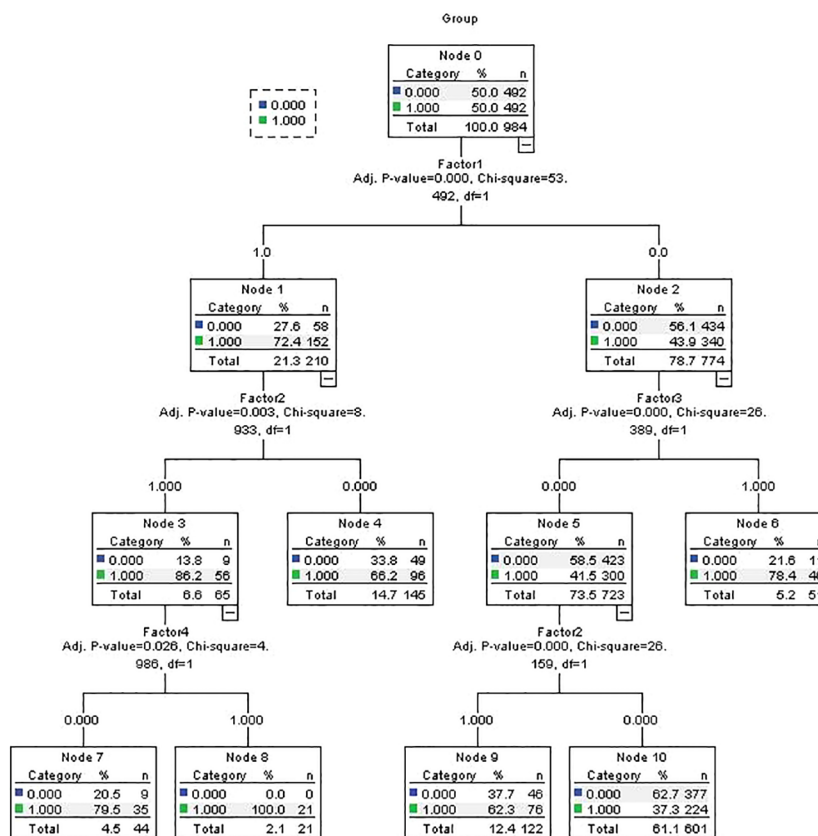 Group
Node 0
Category % n
0.000 50.0 492
1.000 50.0 492
Total 100.0 984
0.000
1.000
Factor1
Adj. P-value=0.000, Chi-square=53.
492, df=1
1.0
0.0
Node 1
Category % n
0.000 27.6 58
1.000 72.4 152
Total 21.3 210
Node 2
Category % n
0.000 56.1 434
1.000 43.9 340
Total 78.7 774
Factor2
Adj. P-value=0.003, Chi-square=8.
933, df=1
Factor3
Adj. P-value=0.000, Chi-square=26.
389, df=1
1.000
0.000
0.000
1.000
Node 3
Category % n
0.000 13.8 9
1.000 86.2 56
Total 6.6 65
Node 4
Category % n
0.000 33.8 49
1.000 66.2 96
Total 14.7 145
Node 5
Category % n
0.000 58.5 423
1.000 41.5 300
Total 73.5 723
Node 6
Category % n
0.000 21.6
1.000 78.4
Total 5.2
Factor4
Adj. P-value=0.026, Chi-square=4.
986, df=1
Factor2
Adj. P-value=0.000, Chi-square=26.
159, df=1
0.000
1.000
1.000
0.000
Node 7
Category % n
0.000 20.5 9
1.000 79.5 35
Total 4.5 44
Node 8
Category % n
0.000 0.0 0
1.000 100.0 21
Total 2.1 21
Node 9
Category % n
0.000 37.7 46
1.000 62.3 76
Total 12.4 122
Node 10
Category % n
0.000 62.7 377
1.000 37.3 224
Total 61.1 601